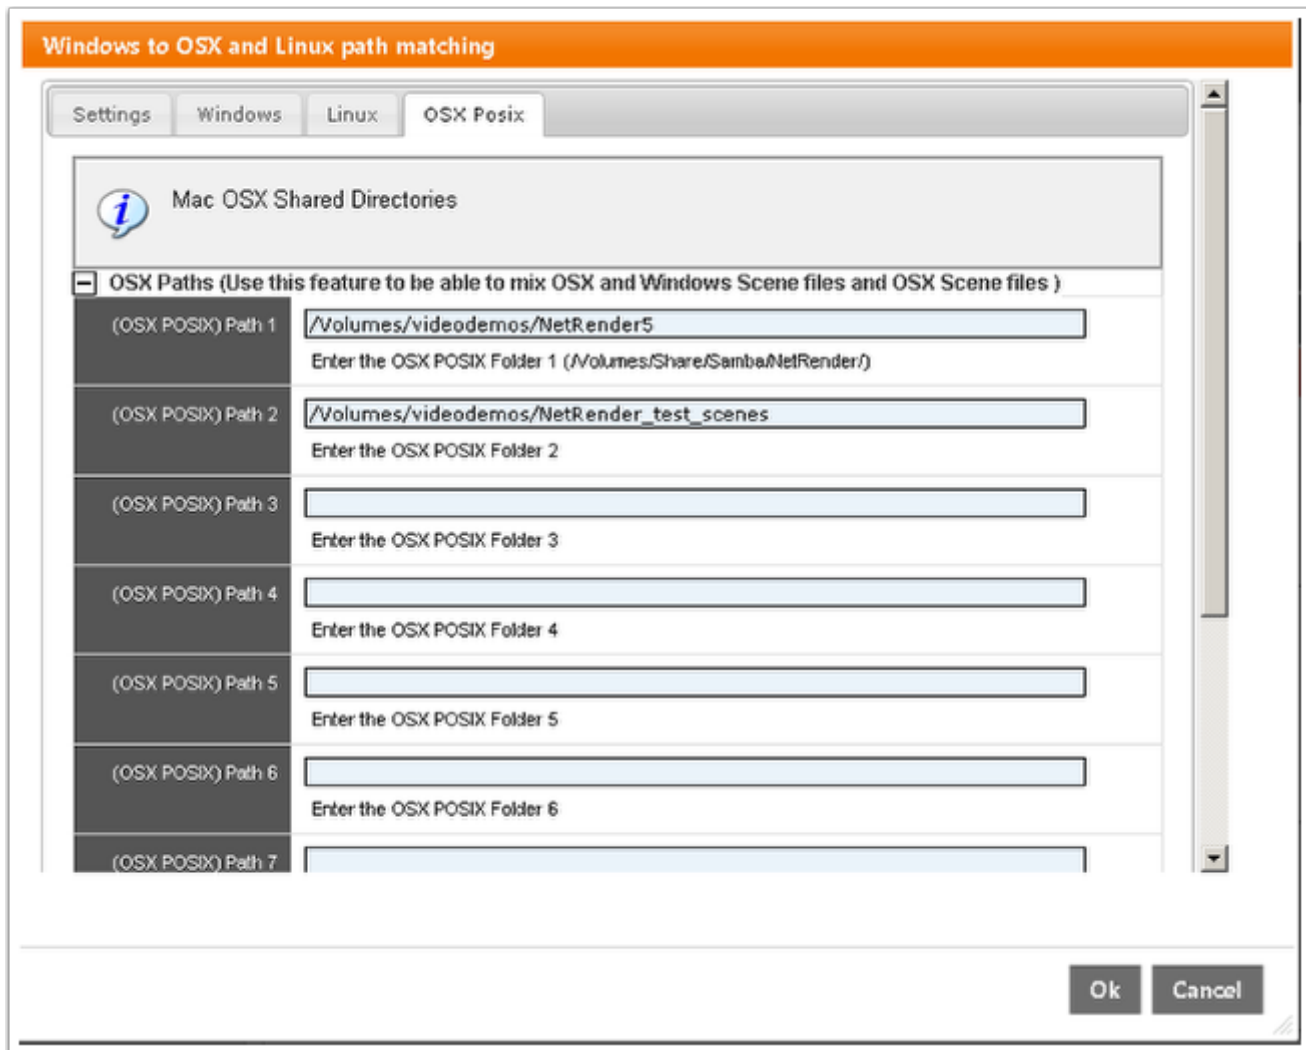 Windows to OSX and Linux path matching
Settings Windows Linux OSX Posix
Mac OSX Shared Directories
OSX Paths (Use this feature to be able to mix OSX and Windows Scene files and OSX Scene files )
(OSX POSIX) Path 1 /Volumes/videodemos/NetRender5
Enter the OSX POSIX Folder 1 (/Volumes/Share/Samba/NetRender/)
(OSX POSIX) Path 2 /Volumes/videodemos/NetRender_test_scenes
Enter the OSX POSIX Folder 2
(OSX POSIX) Path 3
Enter the OSX POSIX Folder 3
(OSX POSIX) Path 4
Enter the OSX POSIX Folder 4
(OSX POSIX) Path 5
Enter the OSX POSIX Folder 5
(OSX POSIX) Path 6
Enter the OSX POSIX Folder 6
(OSX POSIX) Path 7
Ok Cancel